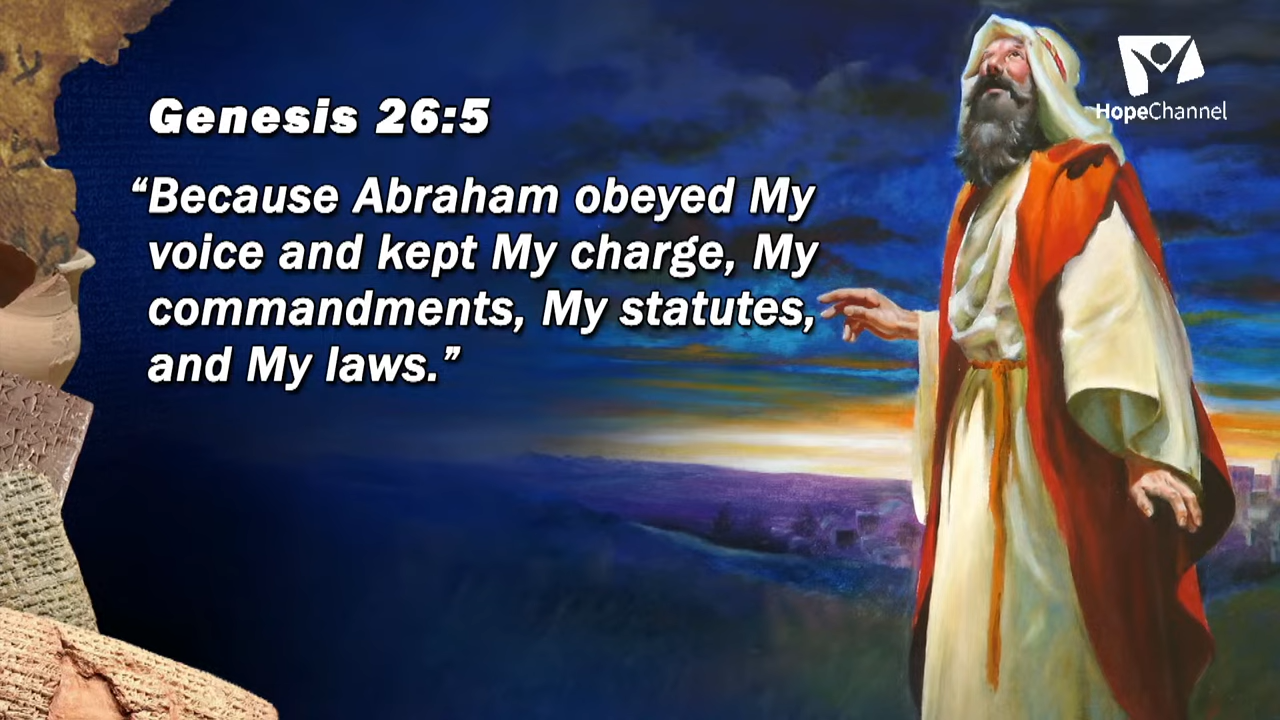 Genesis 26:5
“Because Abraham obeyed My
voice and kept My charge, My
commandments, My statutes,
and My laws.”
HopeChannel